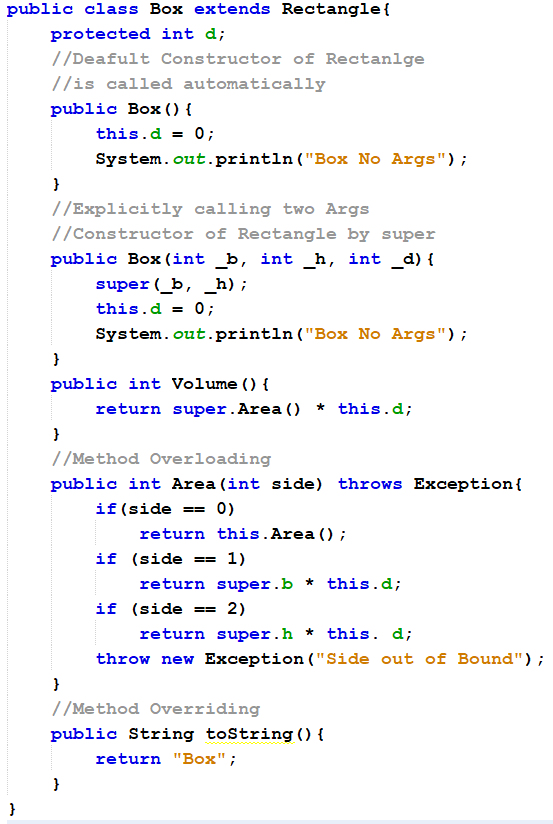 public class Box extends Rectangle{
protected int d;
//Deafult Constructor of Rectanlge
//is called automatically
public Box(){
this.d = 0;
System.out.println("Box No Args");
}
//Explicitly calling two Args
//Constructor of Rectangle by super
public Box(int _b, int _h, int _d){
super(_b, _h);
this.d = 0;
System.out.println("Box No Args");
}
public int Volume(){
return super.Area() * this.d;
}
//Method Overloading
public int Area(int side) throws Exception{
if(side == 0)
return this.Area();
if (side == 1)
return super.b * this.d;
if (side == 2)
return super.h * this. d;
throw new Exception("Side out of Bound");
}
//Method Overriding
public String toString(){
return "Box";
}
}